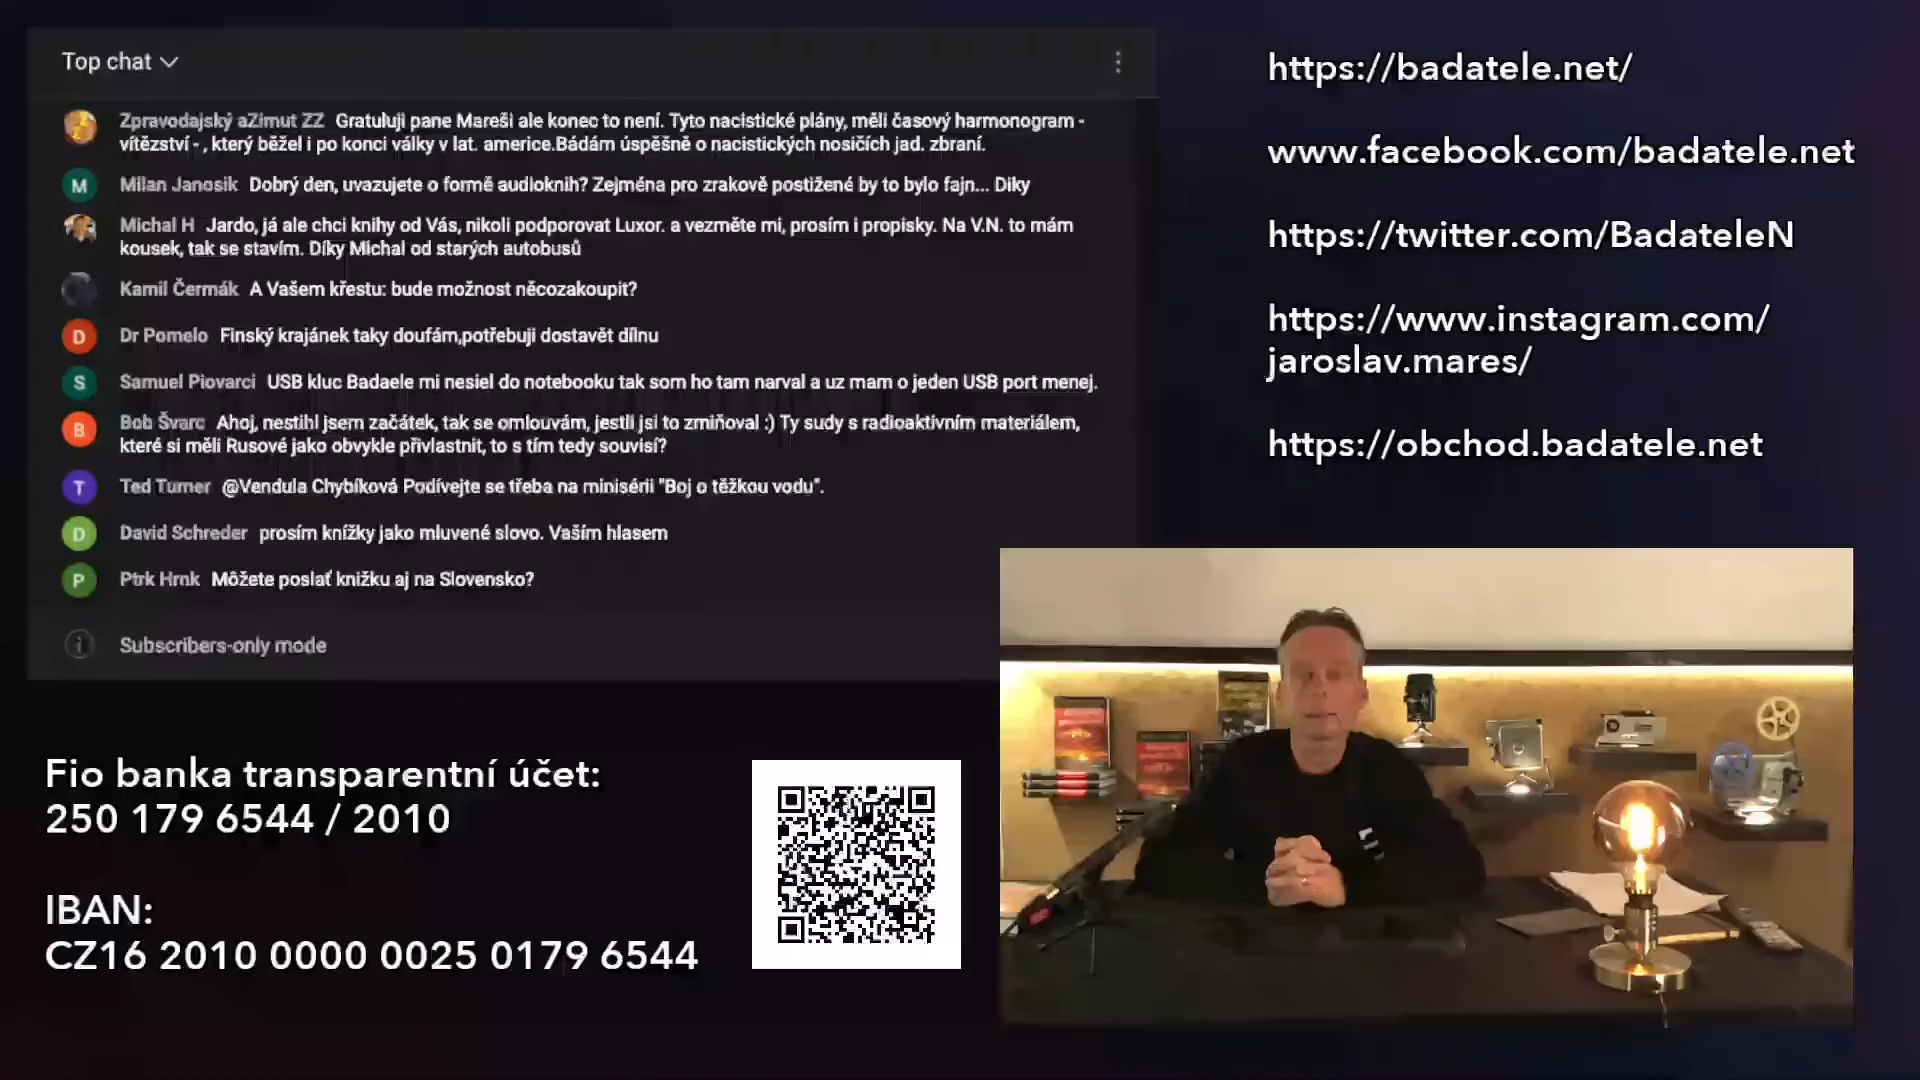 Top chat
Zpravodajský aZimut ZZ Gratuluji pane Mareši ale konec to není. Tyto nacistické plány, měli časový harmonogram -
vítězství - , který běžel i po konci války v lat. americe.Bádám úspěšně o nacistických nosičích jad. zbraní.
M
Milan Janosik Dobrý den, uvazujete o formě audioknih? Zejména pro zrakově postižené by to bylo fajn... Diky
Michal H Jardo, já ale chci knihy od Vás, nikoli podporovat Luxor. a vezměte mi, prosím i propisky. Na V.N. to mám
kousek, tak se stavím. Díky Michal od starých autobusů
Kamil Čermák A Vašem křestu: bude možnost něcozakoupit?
D
Dr Pomelo Finský krajánek taky doufám,potřebuji dostavět dílnu
S
Samuel Piovarci USB kluc Badaele mi nesiel do notebooku tak som ho tam narval a uz mam o jeden USB port menej.
B
Bob Švarc Ahoj, nestihl jsem začátek, tak se omlouvám, jestli jsi to zmiňoval :) Ty sudy s radioaktivním materiálem,
které si měli Rusové jako obvykle přivlastnit, to s tím tedy souvisí?
T
Ted Turner @Vendula Chybíková Podívejte se třeba na minisérii "Boj o těžkou vodu".
D
David Schreder prosím knížky jako mluvené slovo. Vaším hlasem
P
Ptrk Hrnk Môžete poslať knižku aj na Slovensko?
Subscribers-only mode
https://badatele.net/
www.facebook.com/badatele.net
https://twitter.com/BadateleN
https://www.instagram.com/
jaroslav.mares/
https://obchod.badatele.net
Fio banka transparentní účet:
250 179 6544 / 2010
IBAN:
CZ16 2010 0000 0025 0179 6544